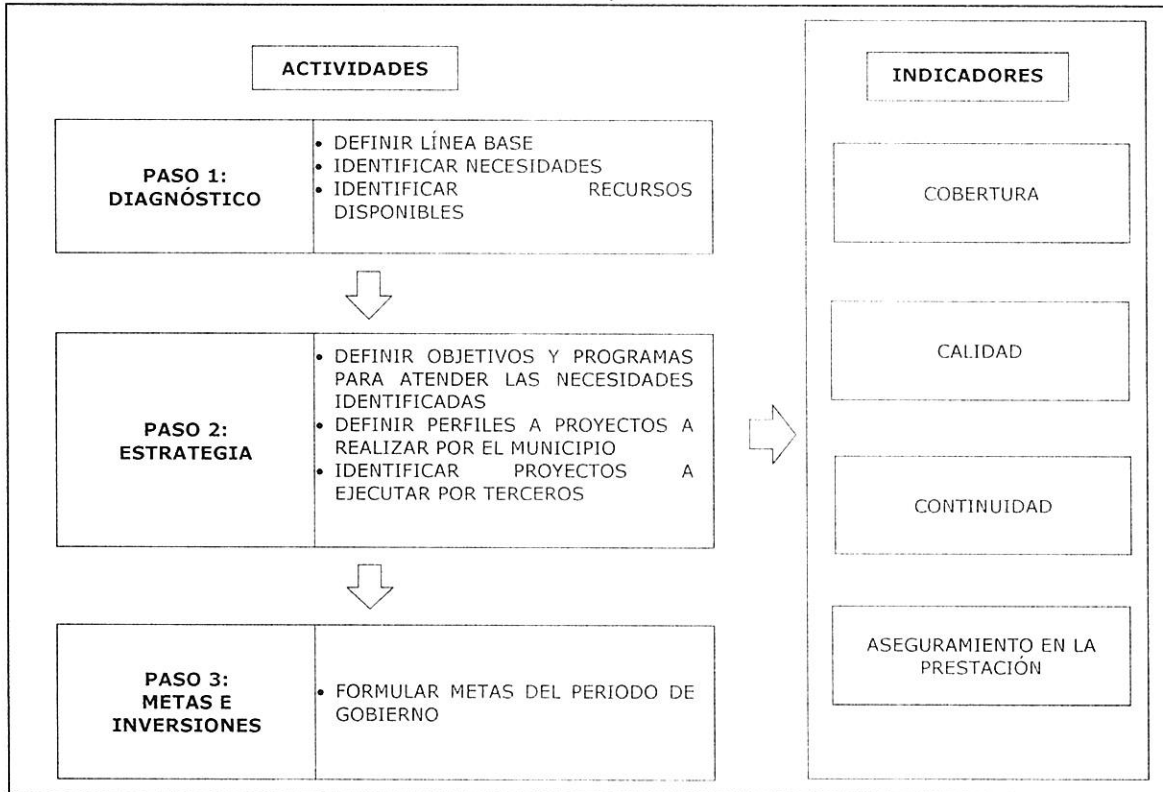 ACTIVIDADES
PASO 1:
DIAGNÓSTICO
• DEFINIR LÍNEA BASE
• IDENTIFICAR NECESIDADES
• IDENTIFICAR RECURSOS
DISPONIBLES
PASO 2:
ESTRATEGIA
• DEFINIR OBJETIVOS Y PROGRAMAS
PARA ATENDER LAS NECESIDADES
IDENTIFICADAS
• DEFINIR PERFILES A PROYECTOS A
REALIZAR POR EL MUNICIPIO
• IDENTIFICAR PROYECTOS A
EJECUTAR POR TERCEROS
PASO 3:
METAS E
INVERSIONES
• FORMULAR METAS DEL PERIODO DE
GOBIERNO
INDICADORES
COBERTURA
CALIDAD
CONTINUIDAD
ASEGURAMIENTO EN LA
PRESTACIÓN